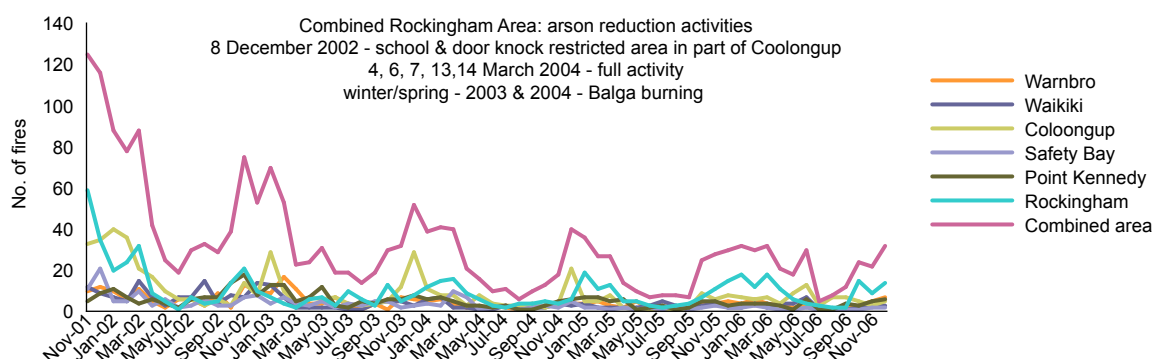 Combined Rockingham Area: arson reduction activities
8 December 2002 - school & door knock restricted area in part of Coolongup
4, 6, 7, 13,14 March 2004 - full activity
winter/spring - 2003 & 2004 - Balga burning
No. of fires
140
120
100
80
60
40
20
0
Warnbro
Waikiki
Coloongup
Safety Bay
Point Kennedy
Rockingham
Combined area
Nov-01
Jan-02
Mar-02
May-02
Jul-02
Sep-02
Nov-02
Jan-03
Mar-03
May-03
Jul-03
Sep-03
Nov-03
Jan-04
Mar-04
May-04
Jul-04
Sep-04
Nov-04
Jan-05
Mar-05
May-05
Jul-05
Sep-05
Nov-05
Jan-06
Mar-06
May-06
Jul-06
Sep-06
Nov-06